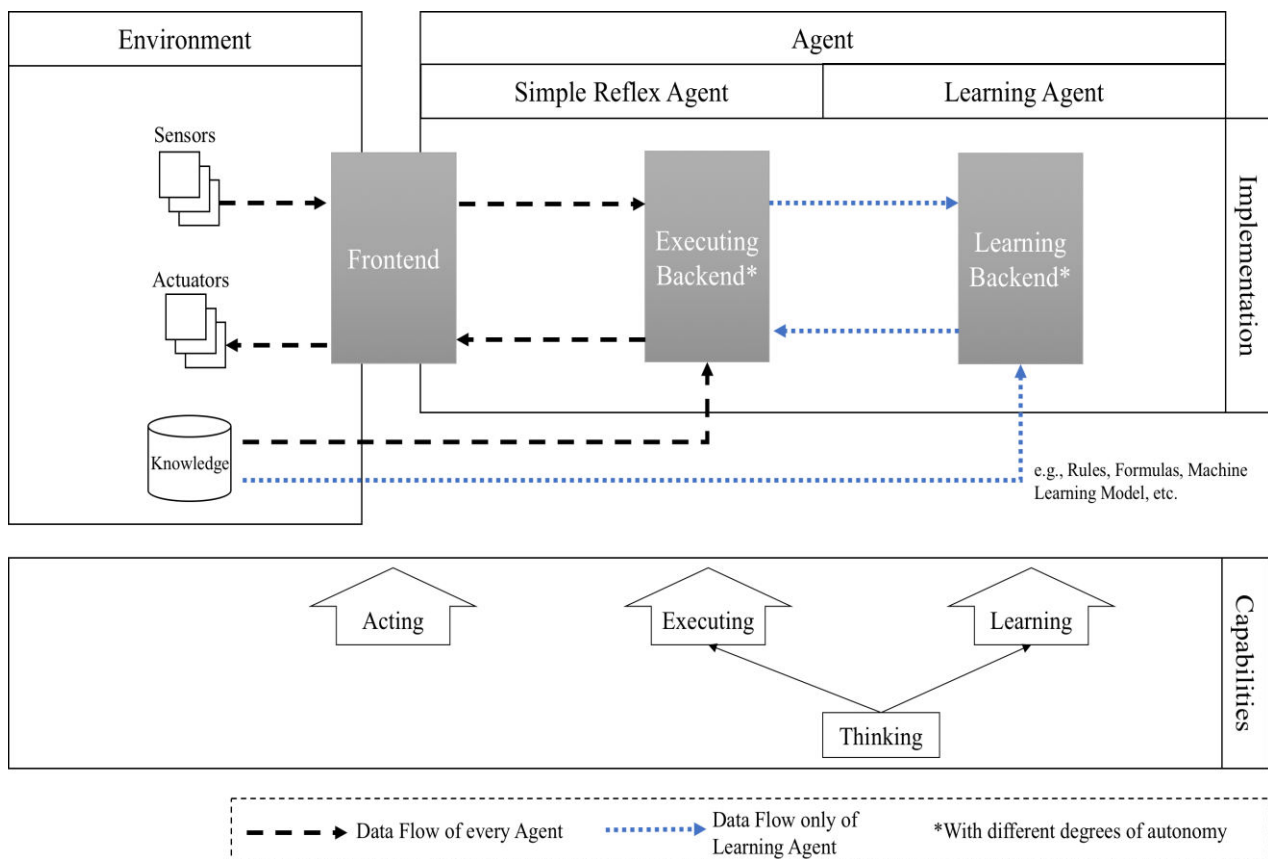 Environment
Agent
Simple Reflex Agent
Learning Agent
Sensors
Actuators
Knowledge
Frontend
Executing
Backend*
Learning
Backend*
Implementation
e.g., Rules, Formulas, Machine
Learning Model, etc.
Acting
Executing
Learning
Thinking
Capabilities
Data Flow of every Agent
Data Flow only of
Learning Agent
*With different degrees of autonomy